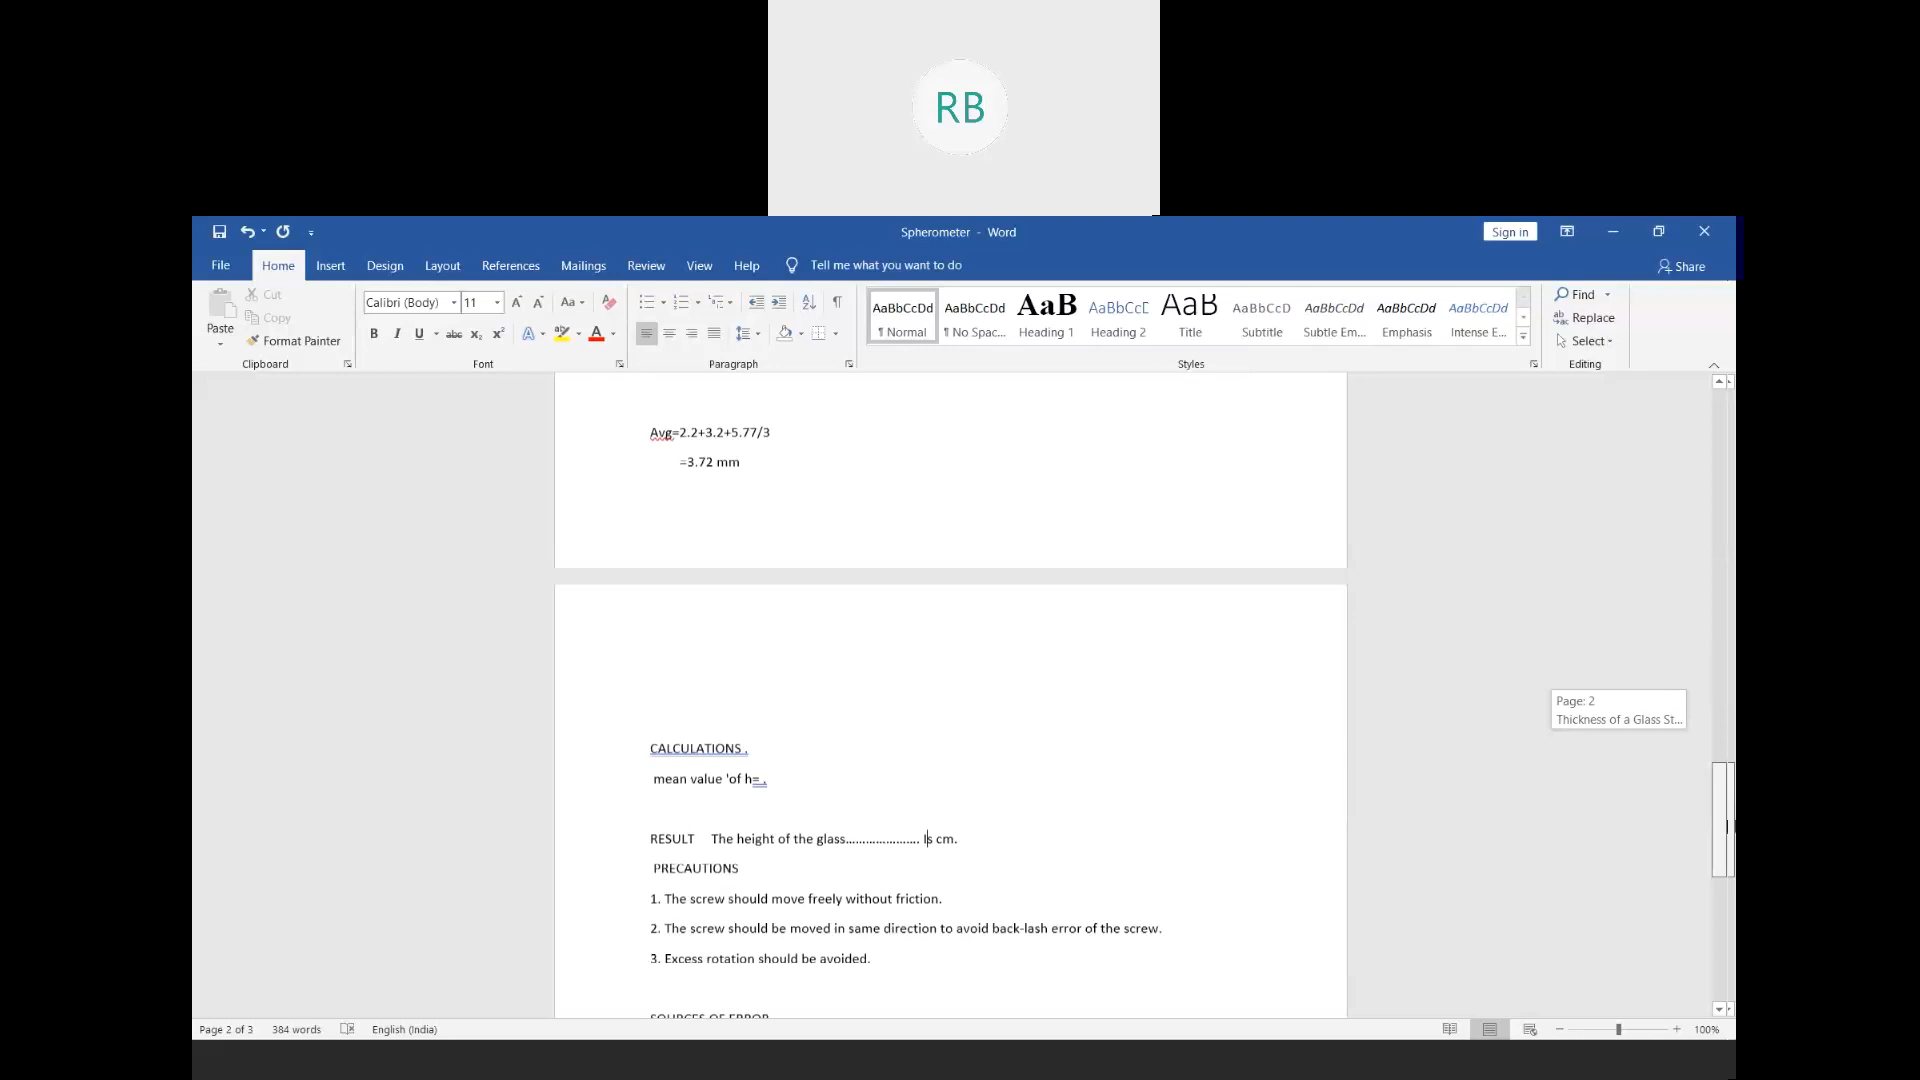 RB
Spherometer - Word
Sign in
File Home Insert Design Layout References Mailings Review View Help Tell me what you want to do
Share
Paste
Cut
Copy
Format Painter
Clipboard
Calibri (Body) 11
Font
Paragraph
AaBbCcDd AaBbCcDd AaB AaBbCcE AaB AaBbCcD AaBbCcDd AaBbCcDd AaBbCcDd
¶ Normal ¶ No Spac... Heading 1 Heading 2 Title Subtitle Subtle Em... Emphasis Intense E...
Styles
Find
Replace
Select
Editing
Avg=2.2+3.2+5.77/3
=3.72 mm
Page: 2
Thickness of a Glass St...
CALCULATIONS .
mean value 'of h= .
RESULT The height of the glass.................... Is cm.
PRECAUTIONS
1. The screw should move freely without friction.
2. The screw should be moved in same direction to avoid back-lash error of the screw.
3. Excess rotation should be avoided.
SOURCES OF ERROR
Page 2 of 3 384 words English (India)
100%